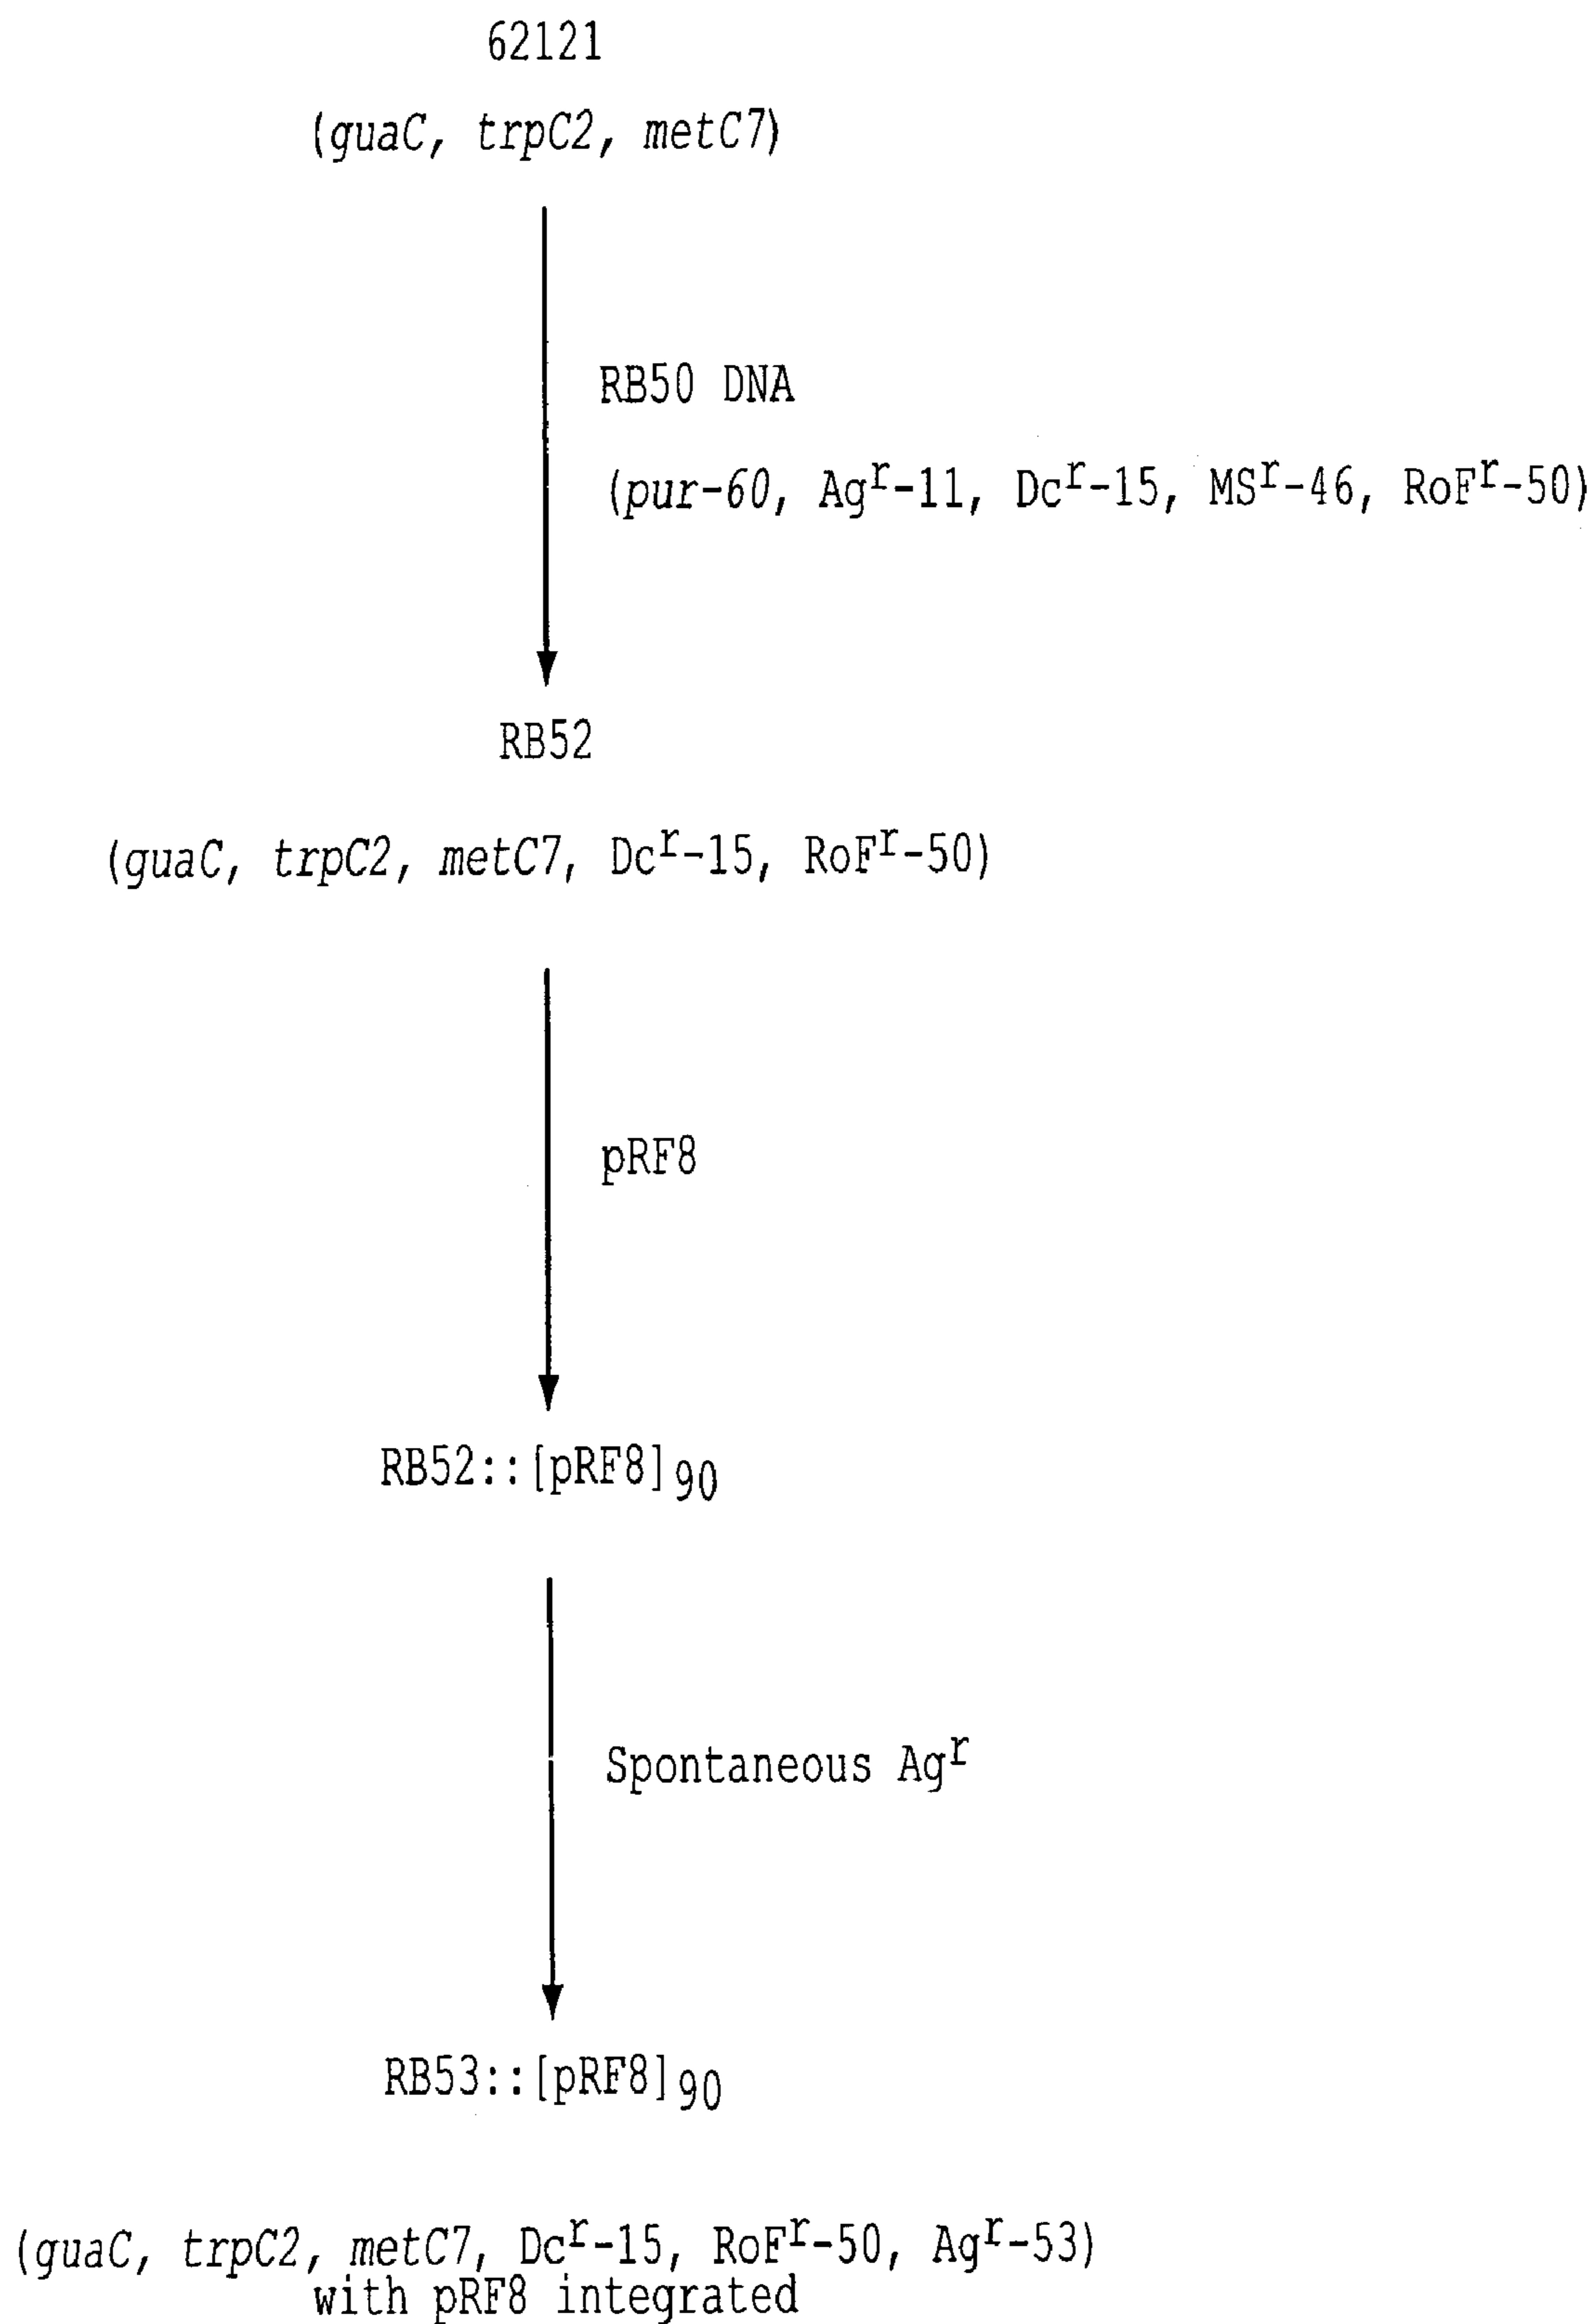 62121
(guaC, trpC2, metC7)
RB50 DNA
(pur-60, Agʳ-11, Dcʳ-15, MSʳ-46, RoFʳ-50)
RB52
(guaC, trpC2, metC7, Dcʳ-15, RoFʳ-50)
pRF8
RB52::[pRF8]₉₀
Spontaneous Agʳ
RB53::[pRF8]₉₀
(guaC, trpC2, metC7, Dcʳ-15, RoFʳ-50, Agʳ-53)
with pRF8 integrated